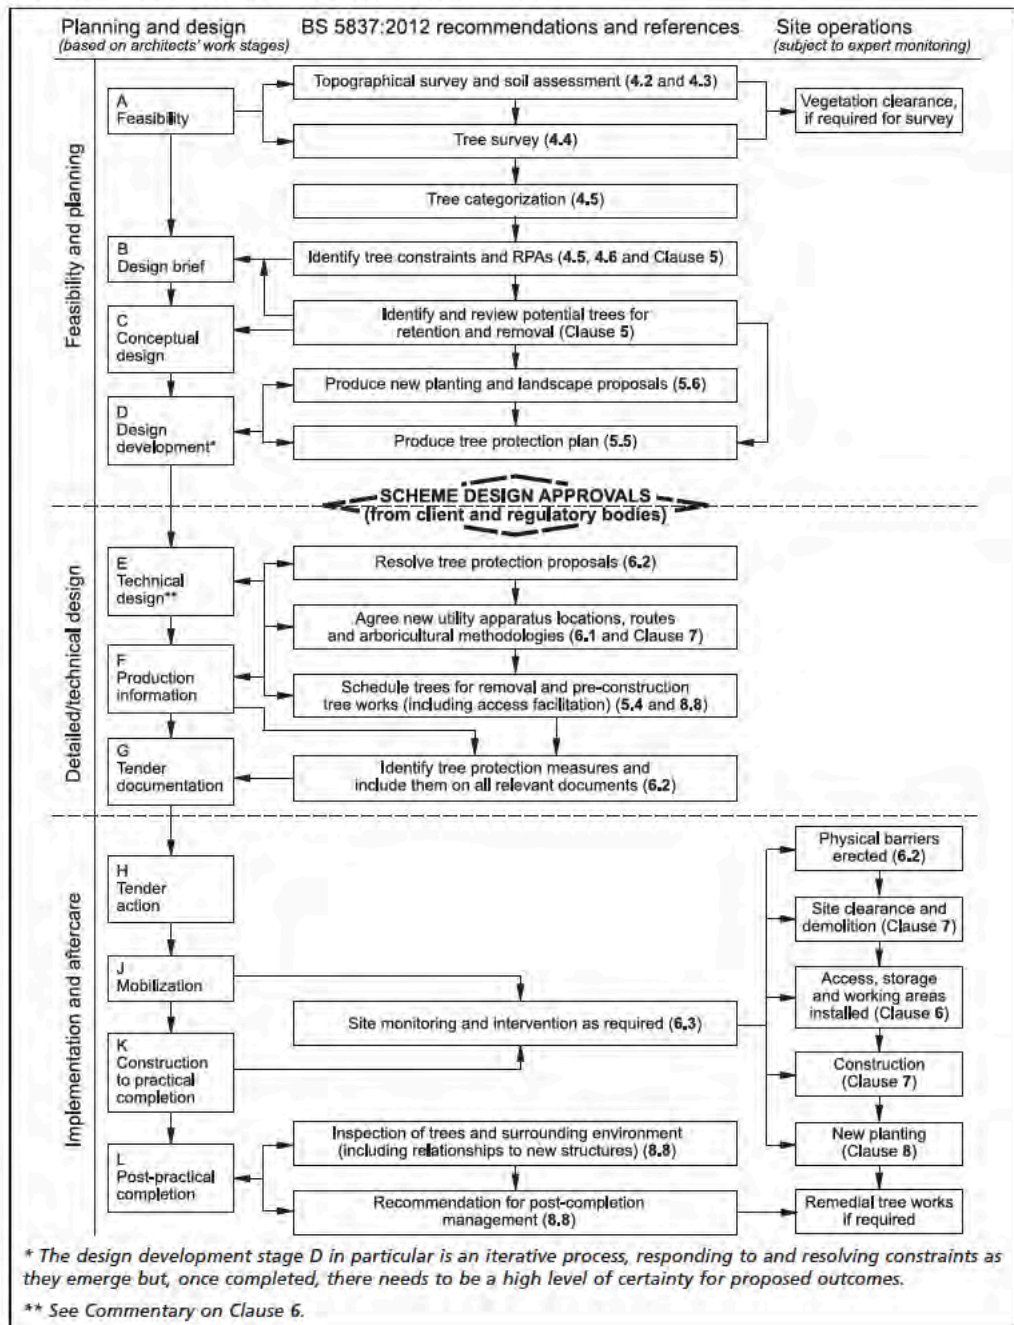 Planning and design
(based on architects' work stages)
BS 5837:2012 recommendations and references
Site operations
(subject to expert monitoring)
Feasibility and planning
A
Feasibility
Topographical survey and soil assessment (4.2 and 4.3)
Vegetation clearance,
if required for survey
Tree survey (4.4)
Tree categorization (4.5)
B
Design brief
Identify tree constraints and RPAs (4.5, 4.6 and Clause 5)
C
Conceptual
design
Identify and review potential trees for
retention and removal (Clause 5)
Produce new planting and landscape proposals (5.6)
D
Design
development*
Produce tree protection plan (5.5)
SCHEME DESIGN APPROVALS
(from client and regulatory bodies)
Detailed/technical design
E
Technical
design**
Resolve tree protection proposals (6.2)
Agree new utility apparatus locations, routes
and arboricultural methodologies (6.1 and Clause 7)
F
Production
information
Schedule trees for removal and pre-construction
tree works (including access facilitation) (5.4 and 8.8)
G
Tender
documentation
Identify tree protection measures and
include them on all relevant documents (6.2)
Implementation and aftercare
Physical barriers
erected (6.2)
H
Tender
action
Site clearance and
demolition (Clause 7)
J
Mobilization
Access, storage
and working areas
installed (Clause 6)
Site monitoring and intervention as required (6.3)
K
Construction
to practical
completion
Construction
(Clause 7)
Inspection of trees and surrounding environment
(including relationships to new structures) (8.8)
New planting
(Clause 8)
L
Post-practical
completion
Recommendation for post-completion
management (8.8)
Remedial tree works
if required
* The design development stage D in particular is an iterative process, responding to and resolving constraints as
they emerge but, once completed, there needs to be a high level of certainty for proposed outcomes.
** See Commentary on Clause 6.